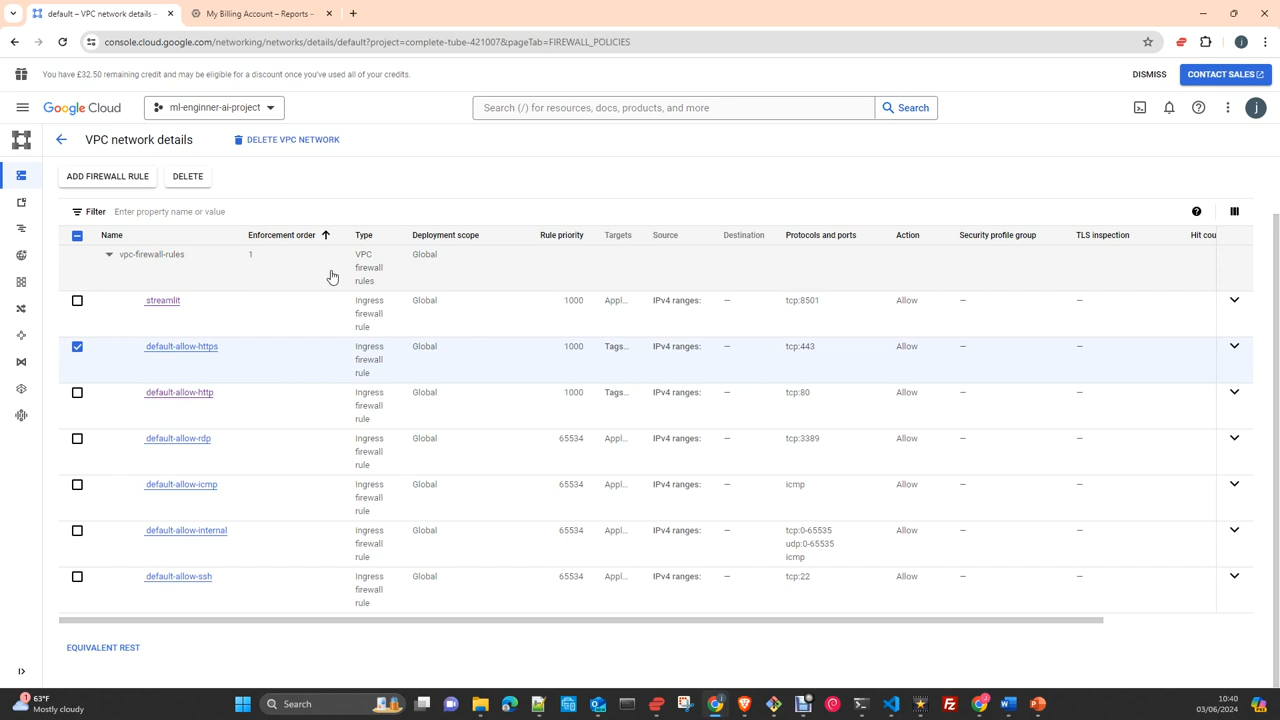 default – VPC network details –
My Billing Account – Reports –
console.cloud.google.com/networking/networks/details/default?project=complete-tube-421007&pageTab=FIREWALL_POLICIES
j
You have £32.50 remaining credit and may be eligible for a discount once you've used all of your credits.
DISMISS
CONTACT SALES
Google Cloud
ml-enginner-ai-project
Search (/) for resources, docs, products, and more
Search
j
VPC network details
DELETE VPC NETWORK
ADD FIREWALL RULE
DELETE
Filter Enter property name or value
Name Enforcement order Type Deployment scope Rule priority Targets Source Destination Protocols and ports Action Security profile group TLS inspection Hit cou
vpc-firewall-rules 1 VPC Global
firewall
rules
streamlit Ingress Global 1000 Appl... IPv4 ranges: – tcp:8501 Allow – –
firewall
rule
default-allow-https Ingress Global 1000 Tags... IPv4 ranges: – tcp:443 Allow – –
firewall
rule
default-allow-http Ingress Global 1000 Tags... IPv4 ranges: – tcp:80 Allow – –
firewall
rule
default-allow-rdp Ingress Global 65534 Appl... IPv4 ranges: – tcp:3389 Allow – –
firewall
rule
default-allow-icmp Ingress Global 65534 Appl... IPv4 ranges: – icmp Allow – –
firewall
rule
default-allow-internal Ingress Global 65534 Appl... IPv4 ranges: – tcp:0-65535 Allow – –
firewall udp:0-65535
rule icmp
default-allow-ssh Ingress Global 65534 Appl... IPv4 ranges: – tcp:22 Allow – –
firewall
rule
EQUIVALENT REST
1
63°F
Mostly cloudy
Search
10:40
03/06/2024